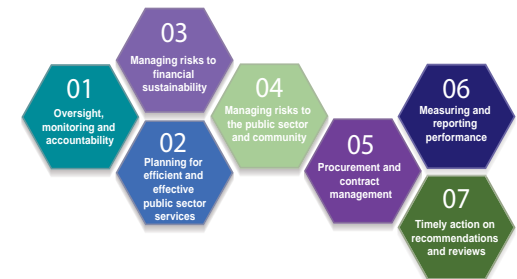 01
Oversight,
monitoring and
accountability
02
Planning for
efficient and
effective
public sector
services
03
Managing risks to
financial
sustainability
04
Managing risks to
the public sector
and community
05
Procurement and
contract
management
06
Measuring and
reporting
performance
07
Timely action on
recommendations
and reviews